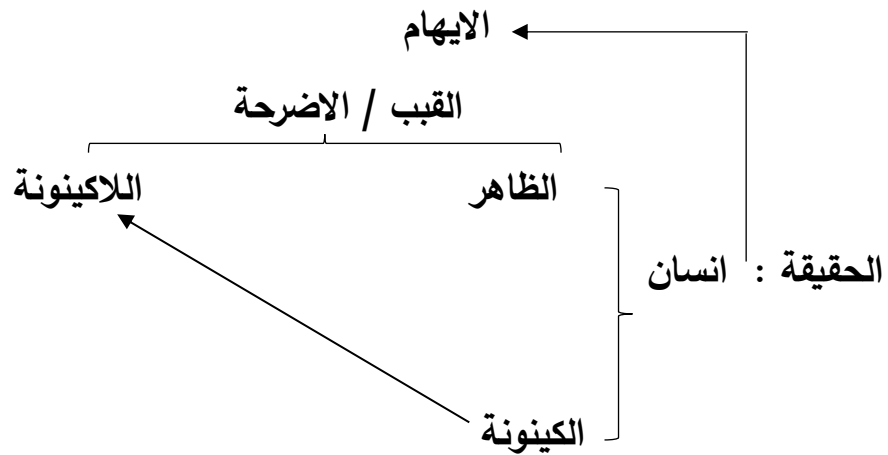 الايهام
القبب / الاضرحة
الظاهر اللاكينونة
الحقيقة : انسان
الكينونة